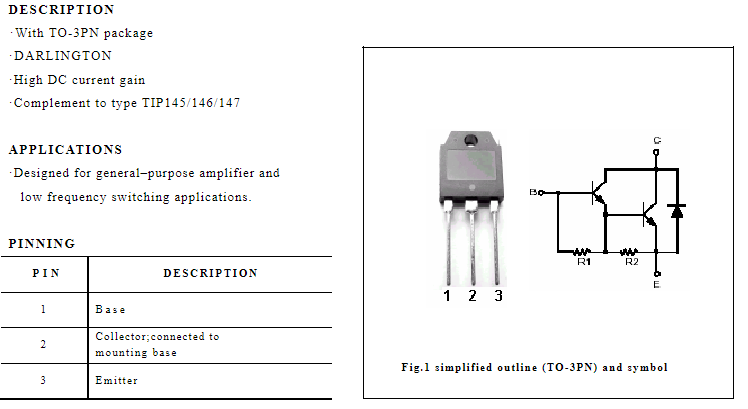 DESCRIPTION
·With TO-3PN package
·DARLINGTON
·High DC current gain
·Complement to type TIP145/146/147
APPLICATIONS
·Designed for general–purpose amplifier and
low frequency switching applications.
PINNING
PIN DESCRIPTION
1 Base
2 Collector;connected to
mounting base
3 Emitter
1 2 3
C
B
R1 R2
E
Fig.1 simplified outline (TO-3PN) and symbol